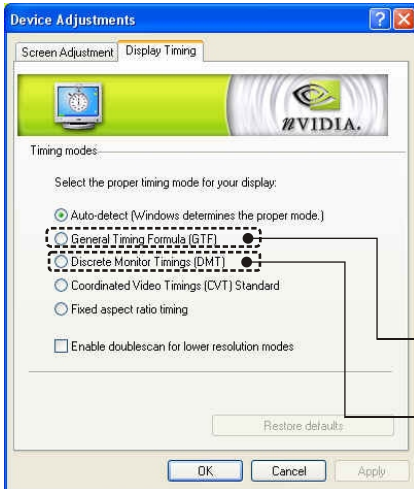 Device Adjustments
Screen Adjustment
Display Timing
nVIDIA.
Timing modes
Select the proper timing mode for your display:
Auto-detect (Windows determines the proper mode.)
General Timing Formula (GTF)
Discrete Monitor Timings (DMT)
Coordinated Video Timings (CVT) Standard
Fixed aspect ratio timing
Enable doublescan for lower resolution modes
Restore defaults
OK
Cancel
Apply